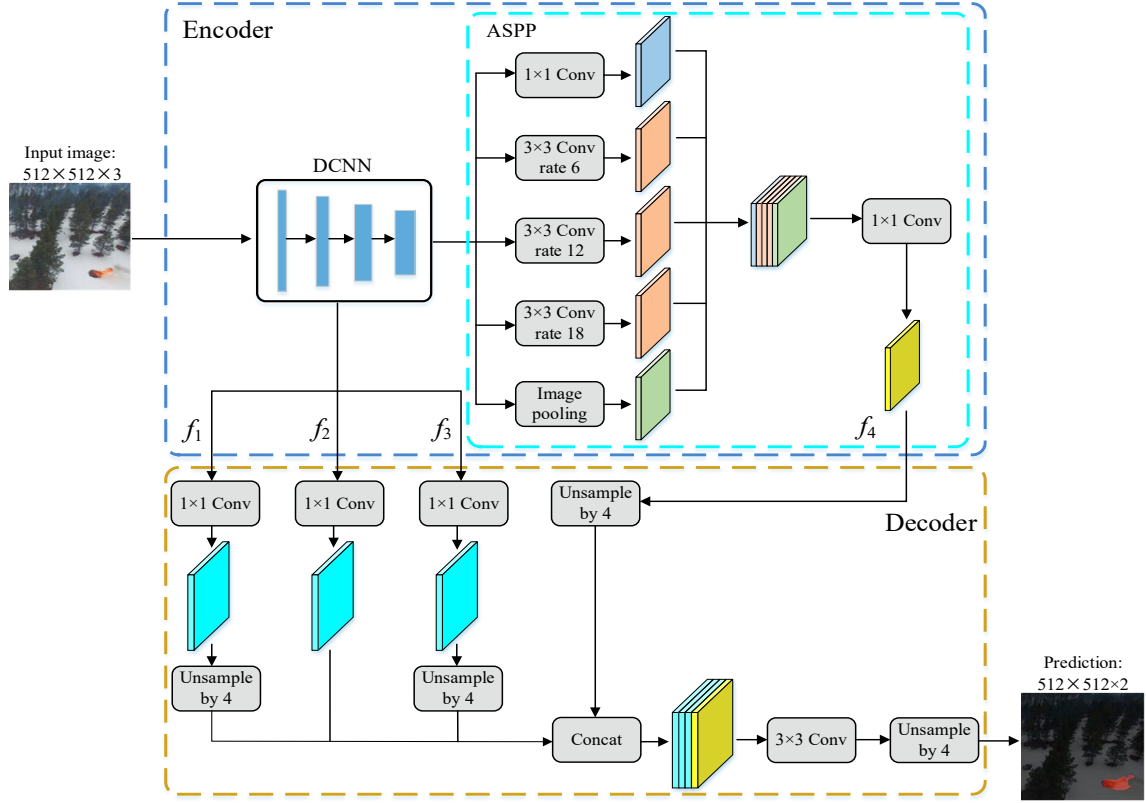 Encoder
ASPP
1×1 Conv
3×3 Conv
rate 6
3×3 Conv
rate 12
3×3 Conv
rate 18
Image
pooling
Input image:
512×512×3
DCNN
1×1 Conv
f1
f2
f3
f4
1×1 Conv
1×1 Conv
1×1 Conv
Unsample
by 4
Decoder
Unsample
by 4
Unsample
by 4
Concat
3×3 Conv
Unsample
by 4
Prediction:
512×512×2